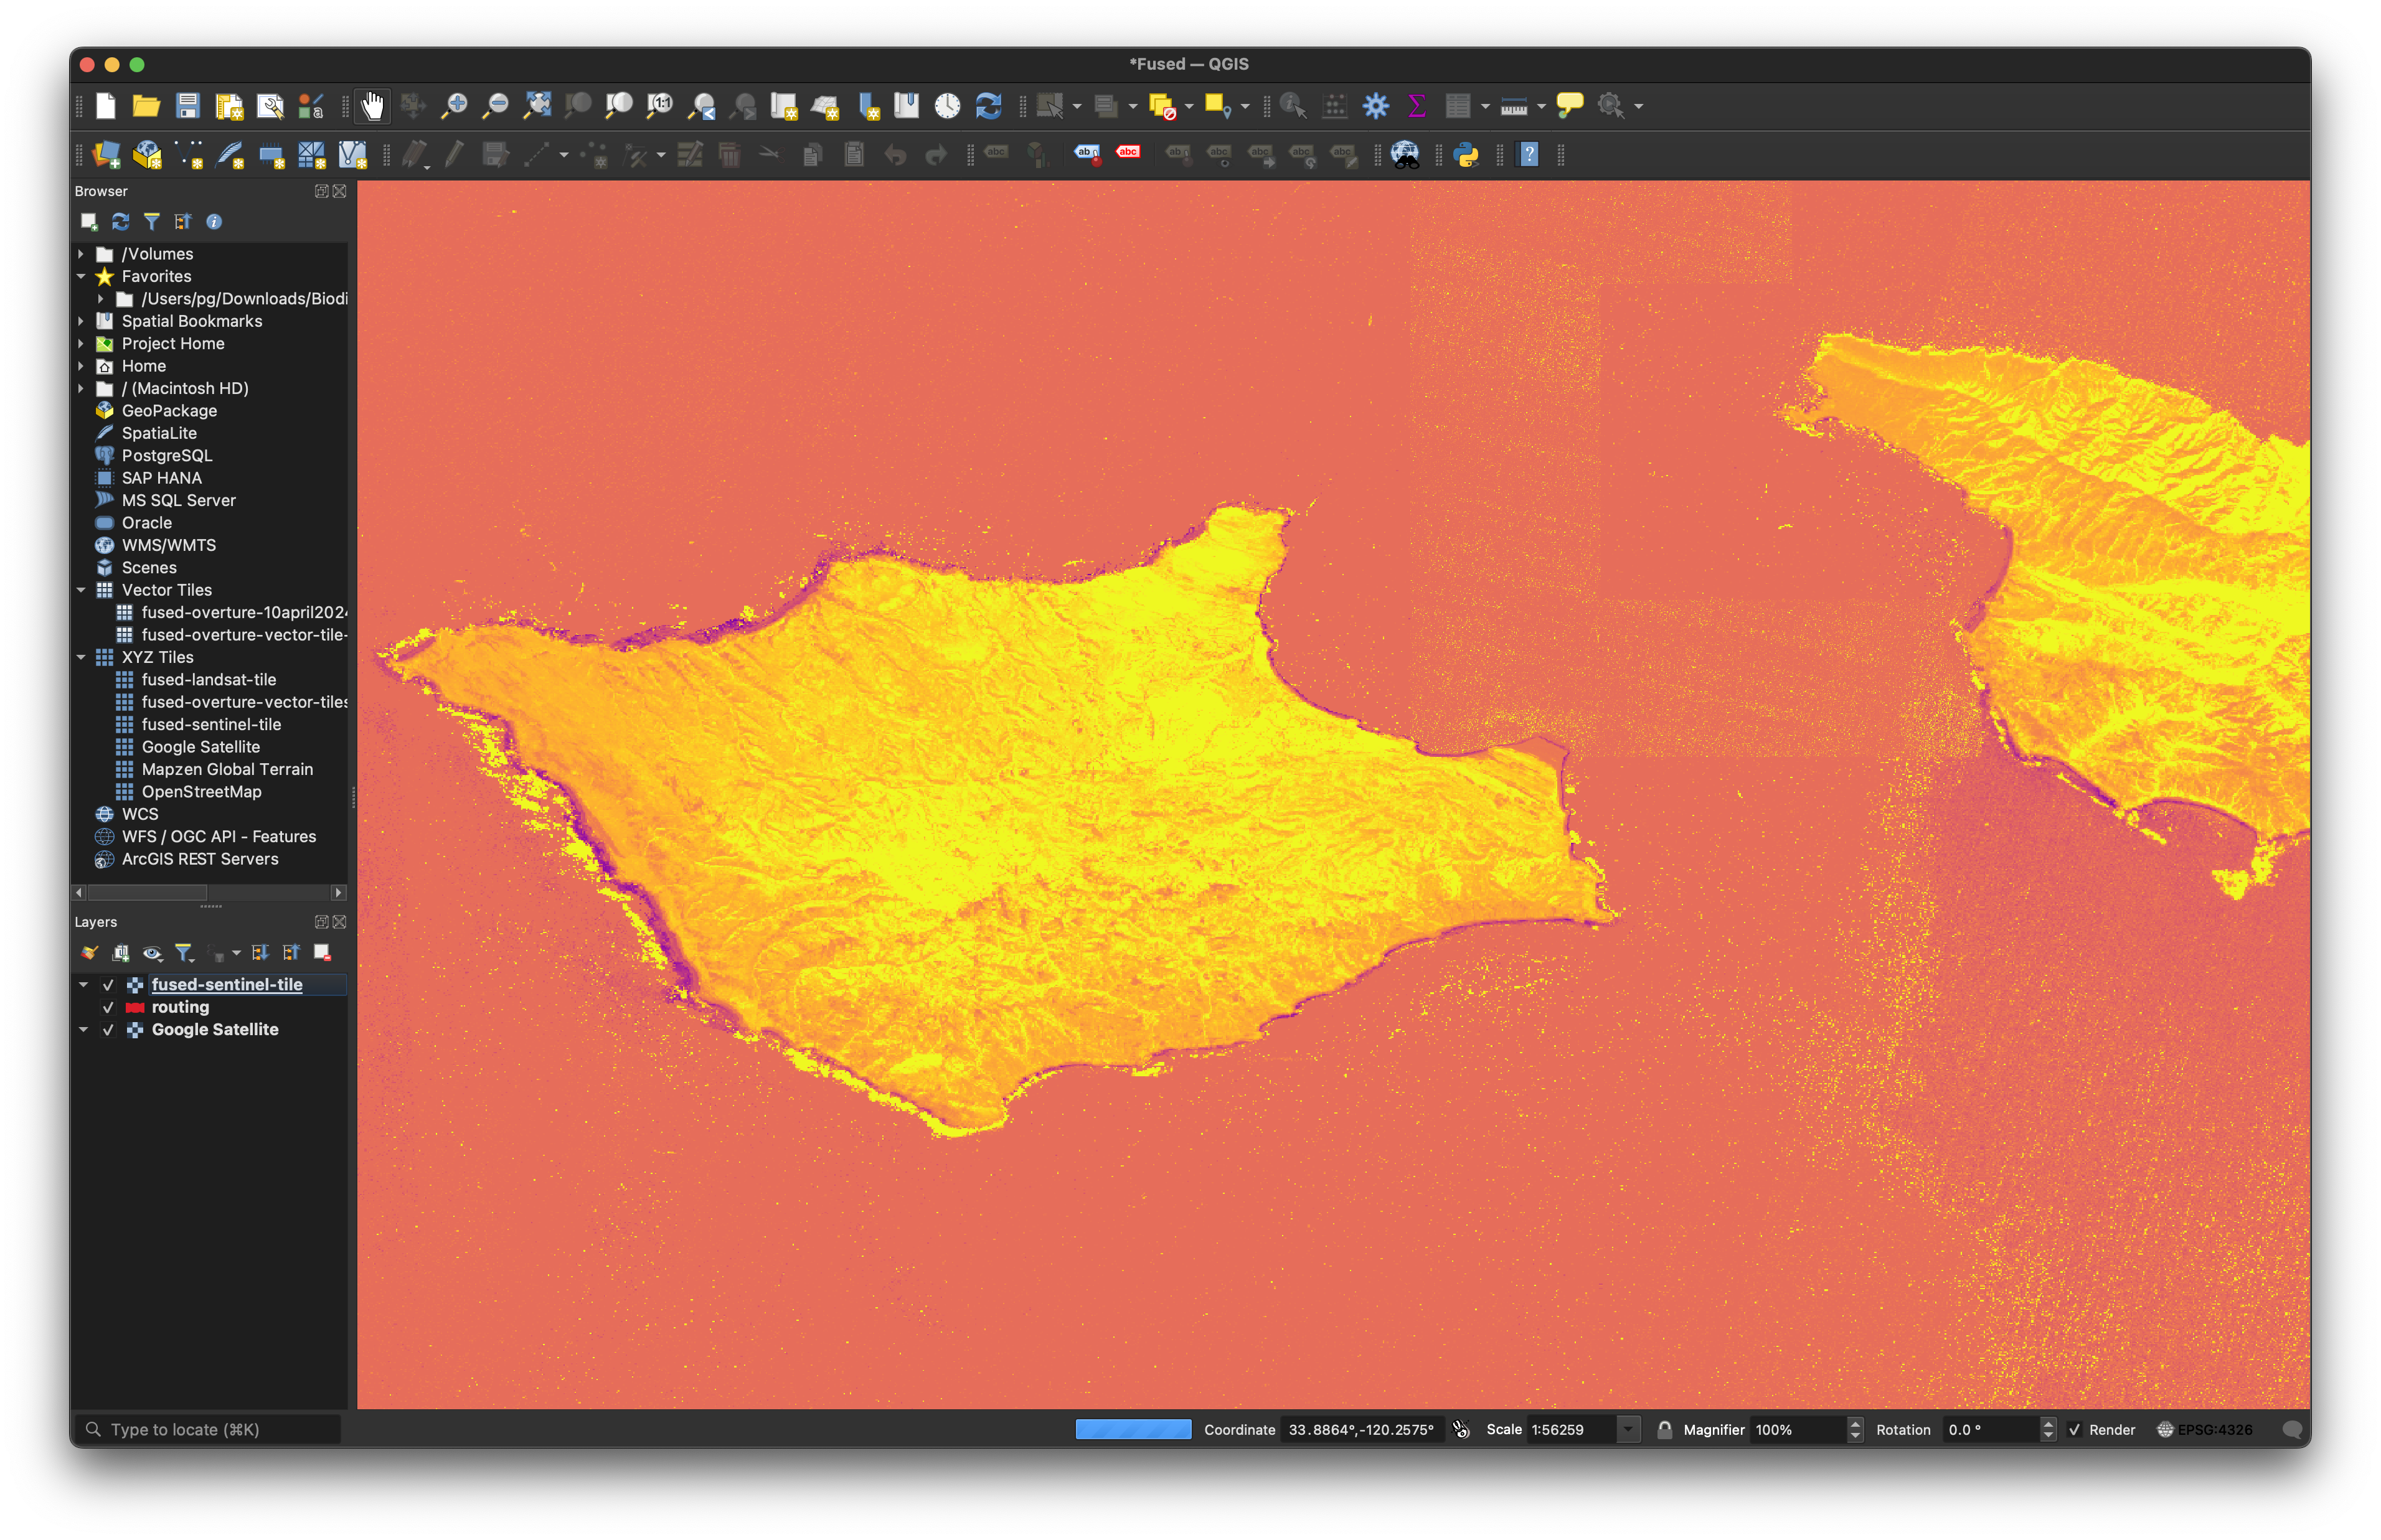 *Fused — QGIS
Browser
/Volumes
Favorites
/Users/pg/Downloads/Biodi
Spatial Bookmarks
Project Home
Home
/ (Macintosh HD)
GeoPackage
SpatiaLite
PostgreSQL
SAP HANA
MS SQL Server
Oracle
WMS/WMTS
Scenes
Vector Tiles
fused-overture-10april2024
fused-overture-vector-tile-
XYZ Tiles
fused-landsat-tile
fused-overture-vector-tiles
fused-sentinel-tile
Google Satellite
Mapzen Global Terrain
OpenStreetMap
WCS
WFS / OGC API - Features
ArcGIS REST Servers
Layers
fused-sentinel-tile
routing
Google Satellite
Type to locate (⌘K)
Coordinate 33.8864°,-120.2575° Scale 1:56259 Magnifier 100% Rotation 0.0 ° Render EPSG:4326